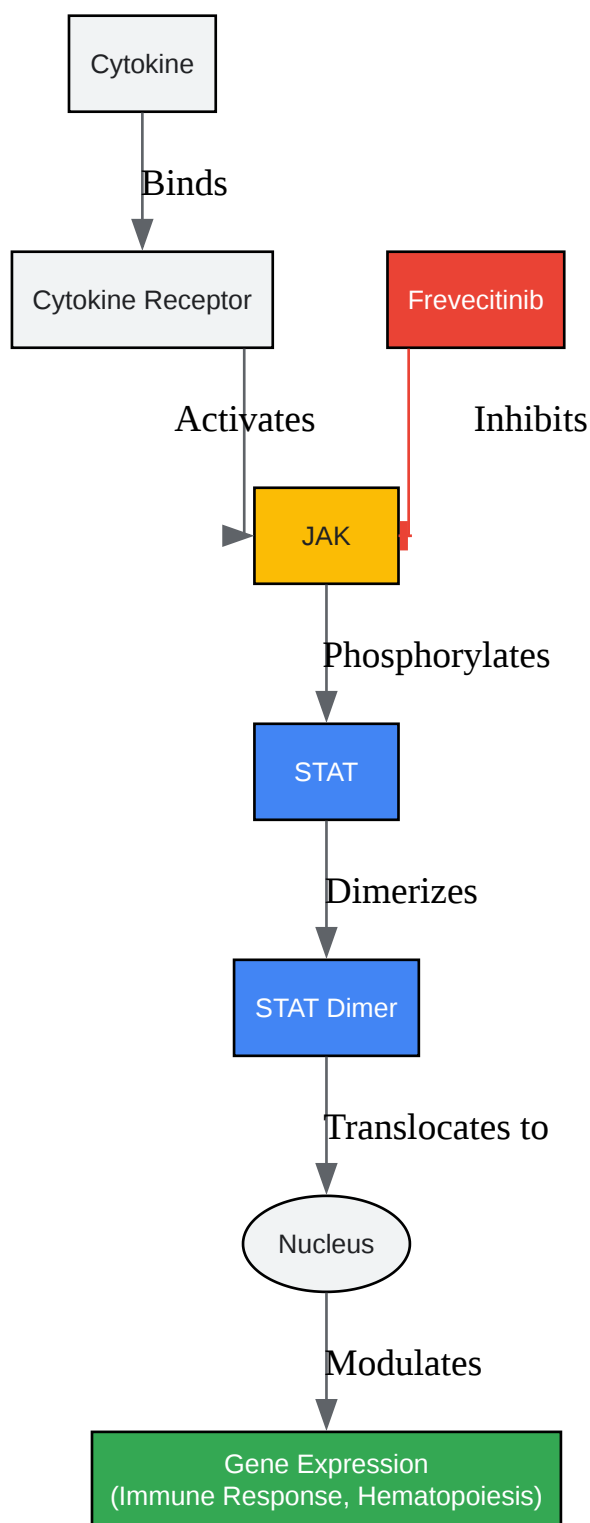 Cytokine
Binds
Cytokine Receptor
Frevecitinib
Activates
Inhibits
JAK
Phosphorylates
STAT
Dimerizes
STAT Dimer
Translocates to
Nucleus
Modulates
Gene Expression
(Immune Response, Hematopoiesis)